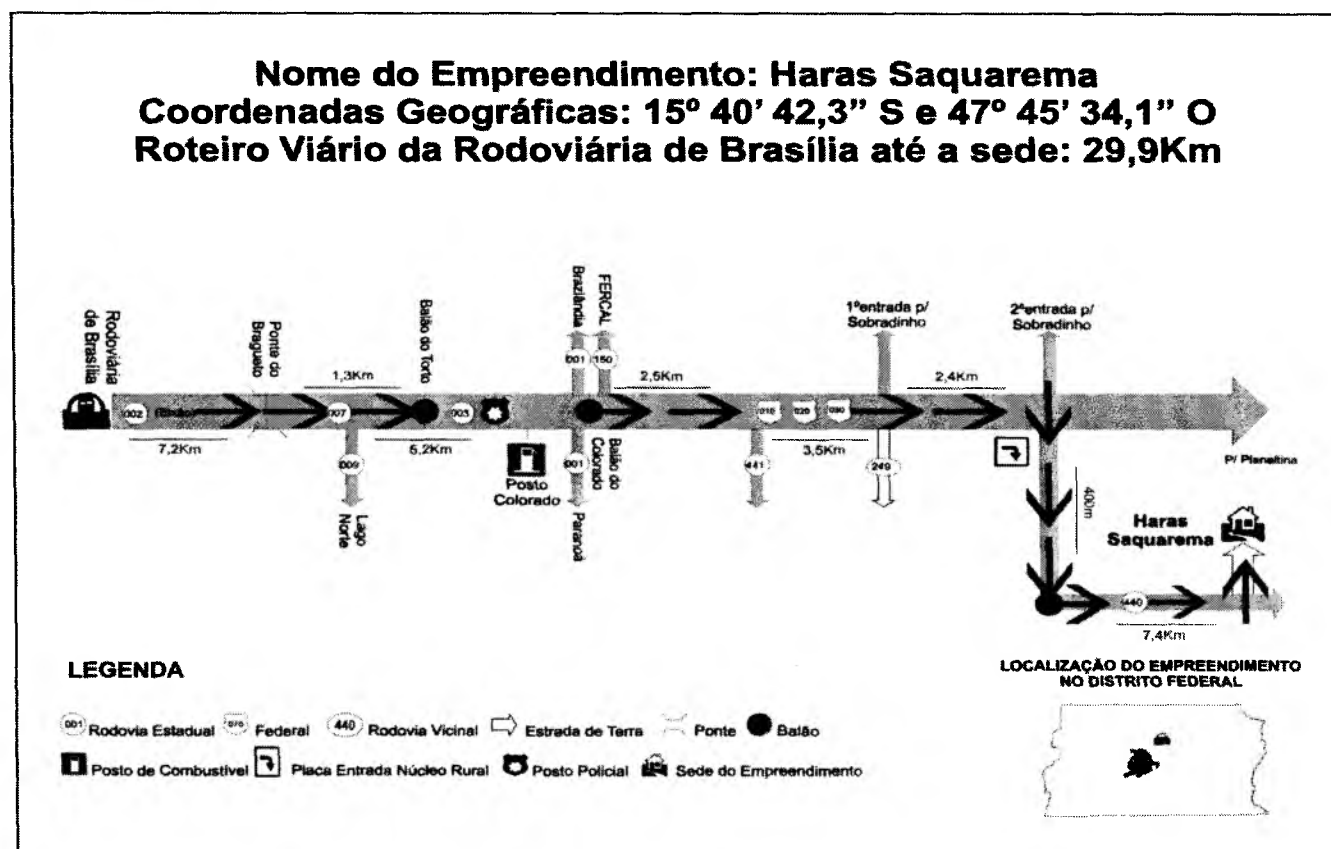 Nome do Empreendimento: Haras Saquarema
Coordenadas Geográficas: 15º 40' 42,3" S e 47º 45' 34,1" O
Roteiro Viário da Rodoviária de Brasília até a sede: 29,9Km
Rodoviária
de Brasília
Ponte do
Bragueto
Balão do Torto
Braziândia
FERCAL
1ºentrada p/
Sobradinho
2ºentrada p/
Sobradinho
1,3Km
001
150
2,5Km
2,4Km
002
007
003
010
020
030
7,2Km
009
5,2Km
001
Balão do
Colorado
441
3,5Km
249
P/ Planaltina
Posto
Colorado
Lago
Norte
Paranoá
400m
Haras
Saquarema
440
7,4Km
LEGENDA
LOCALIZAÇÃO DO EMPREENDIMENTO
NO DISTRITO FEDERAL
001 Rodovia Estadual
Federal
440 Rodovia Vicinal
Estrada de Terra
Ponte
Balão
Posto de Combustível
Placa Entrada Núcleo Rural
Posto Policial
Sede do Empreendimento